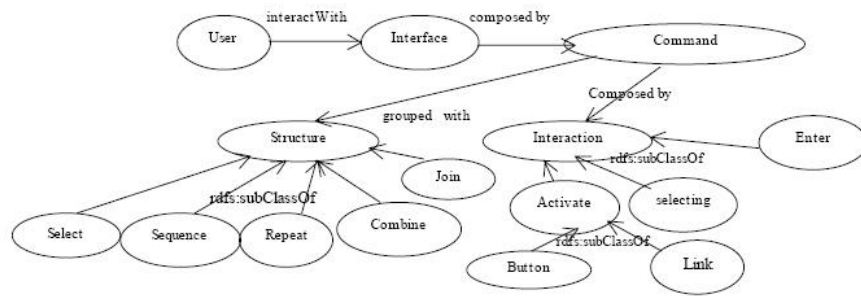 interactWith
composed by
User
Interface
Command
Composed by
grouped with
Structure
Interaction
Enter
rdfs:subClassOf
Join
rdfs:subClassOf
Activate
selecting
Select
Sequence
Repeat
Combine
rdfs:subClassOf
Button
Link